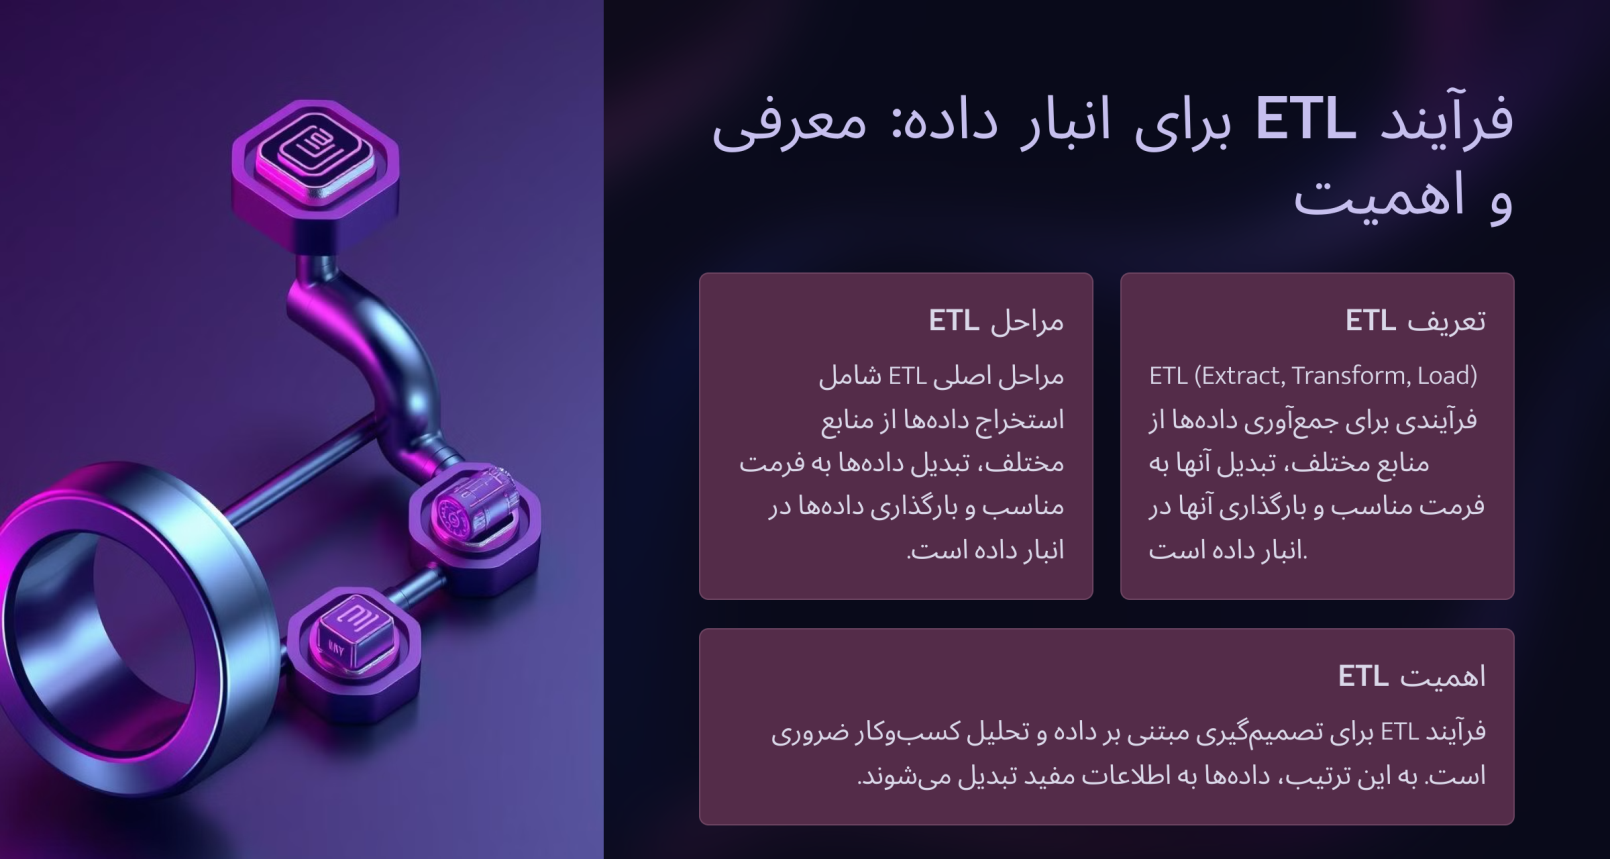 فرآیند ETL برای انبار داده: معرفی
و اهمیت
تعریف ETL
ETL (Extract, Transform, Load)
فرآیندی برای جمع‌آوری داده‌ها از
منابع مختلف، تبدیل آنها به
فرمت مناسب و بارگذاری آنها در
انبار داده است.
مراحل ETL
مراحل اصلی ETL شامل
استخراج داده‌ها از منابع
مختلف، تبدیل داده‌ها به فرمت
مناسب و بارگذاری داده‌ها در
انبار داده است.
اهمیت ETL
فرآیند ETL برای تصمیم‌گیری مبتنی بر داده و تحلیل کسب‌وکار ضروری
است. به این ترتیب، داده‌ها به اطلاعات مفید تبدیل می‌شوند.